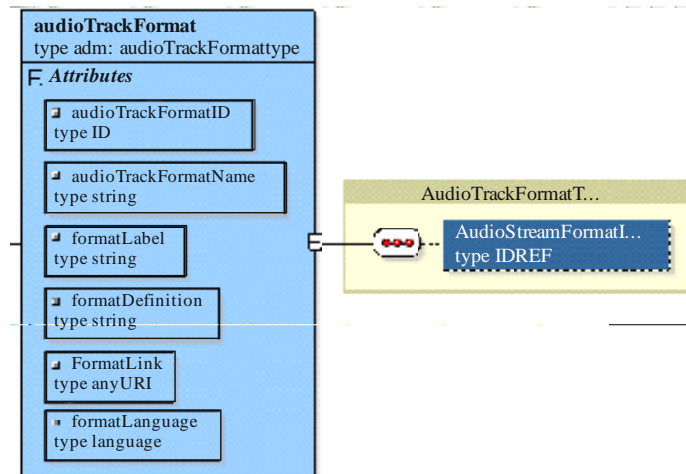 audioTrackFormat
type adm: audioTrackFormattype
Attributes
audioTrackFormatID
type ID
audioTrackFormatName
type string
formatLabel
type string
formatDefinition
type string
FormatLink
type anyURI
formatLanguage
type language
AudioTrackFormatT...
AudioStreamFormatI...
type IDREF